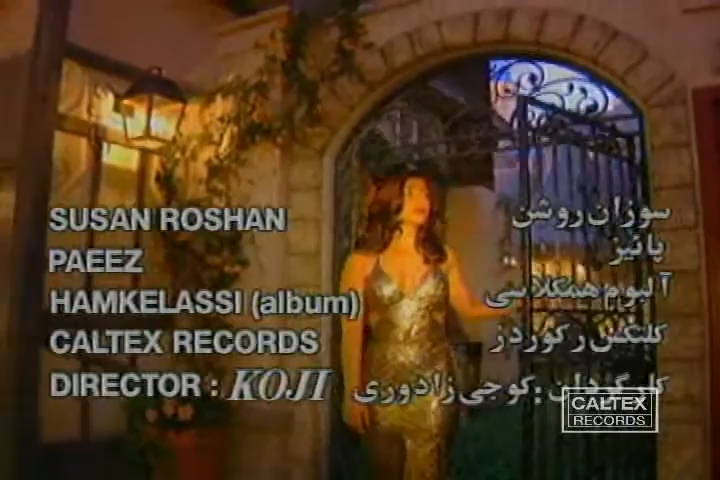 SUSAN ROSHAN
PAEEZ
HAMKELASSI (album)
CALTEX RECORDS
DIRECTOR : KOJI
سوزان روشن
پائیز
آلبوم همکلاسی
کلتکس رکوردز
کارگردان : کوجی زادوری
CALTEX
RECORDS